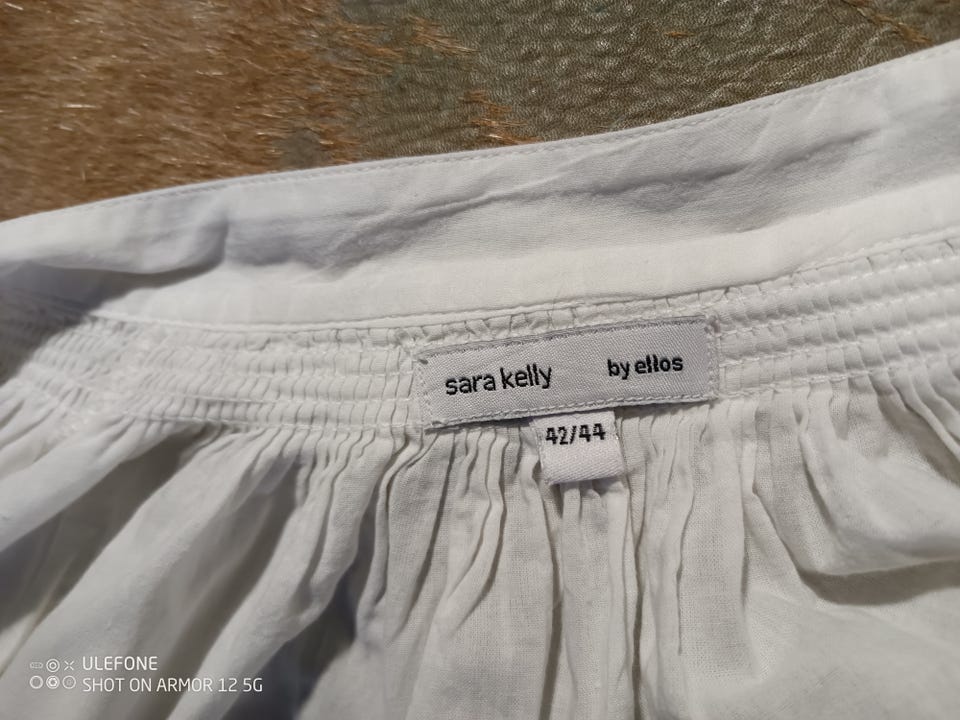 sara kelly by ellos
42/44
ULEFONE
SHOT ON ARMOR 12 5G